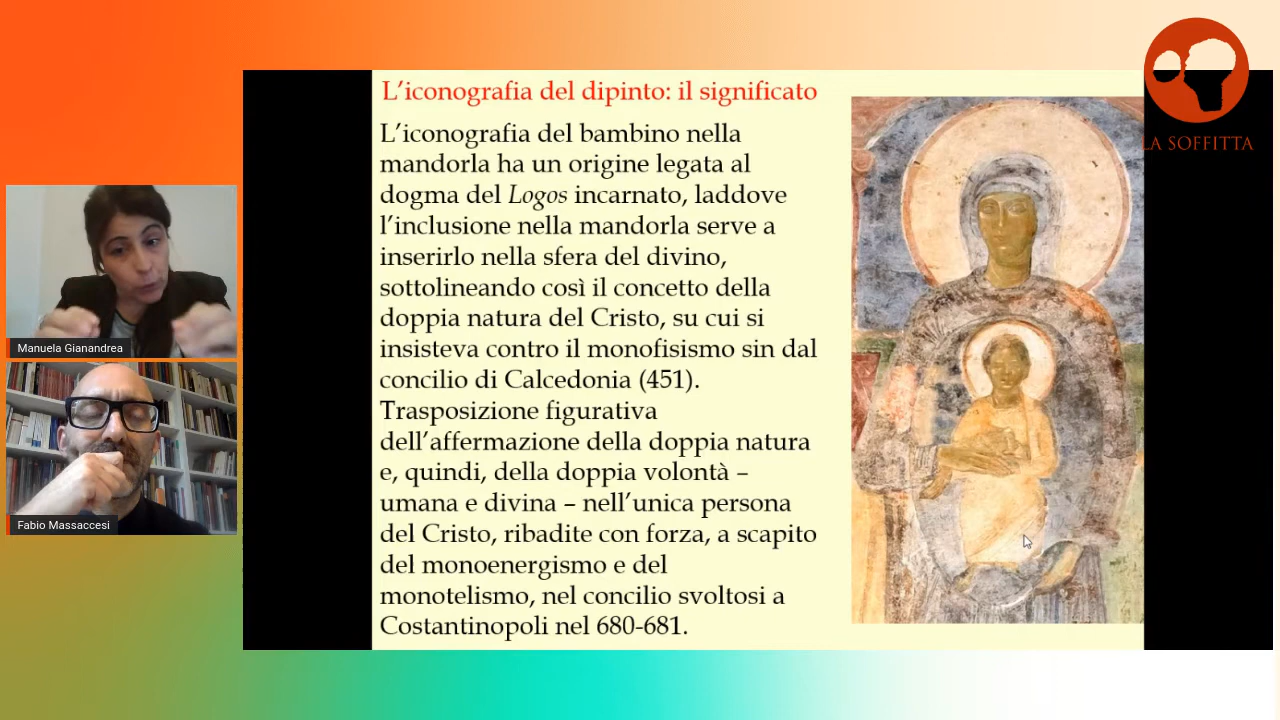 LA SOFFITTA
L'iconografia del dipinto: il significato
L'iconografia del bambino nella
mandorla ha un origine legata al
dogma del Logos incarnato, laddove
l'inclusione nella mandorla serve a
inserirlo nella sfera del divino,
sottolineando così il concetto della
doppia natura del Cristo, su cui si
insisteva contro il monofisismo sin dal
concilio di Calcedonia (451).
Trasposizione figurativa
dell'affermazione della doppia natura
e, quindi, della doppia volontà –
umana e divina – nell'unica persona
del Cristo, ribadite con forza, a scapito
del monoenergismo e del
monotelismo, nel concilio svoltosi a
Costantinopoli nel 680-681.
Manuela Gianandrea
Fabio Massaccesi